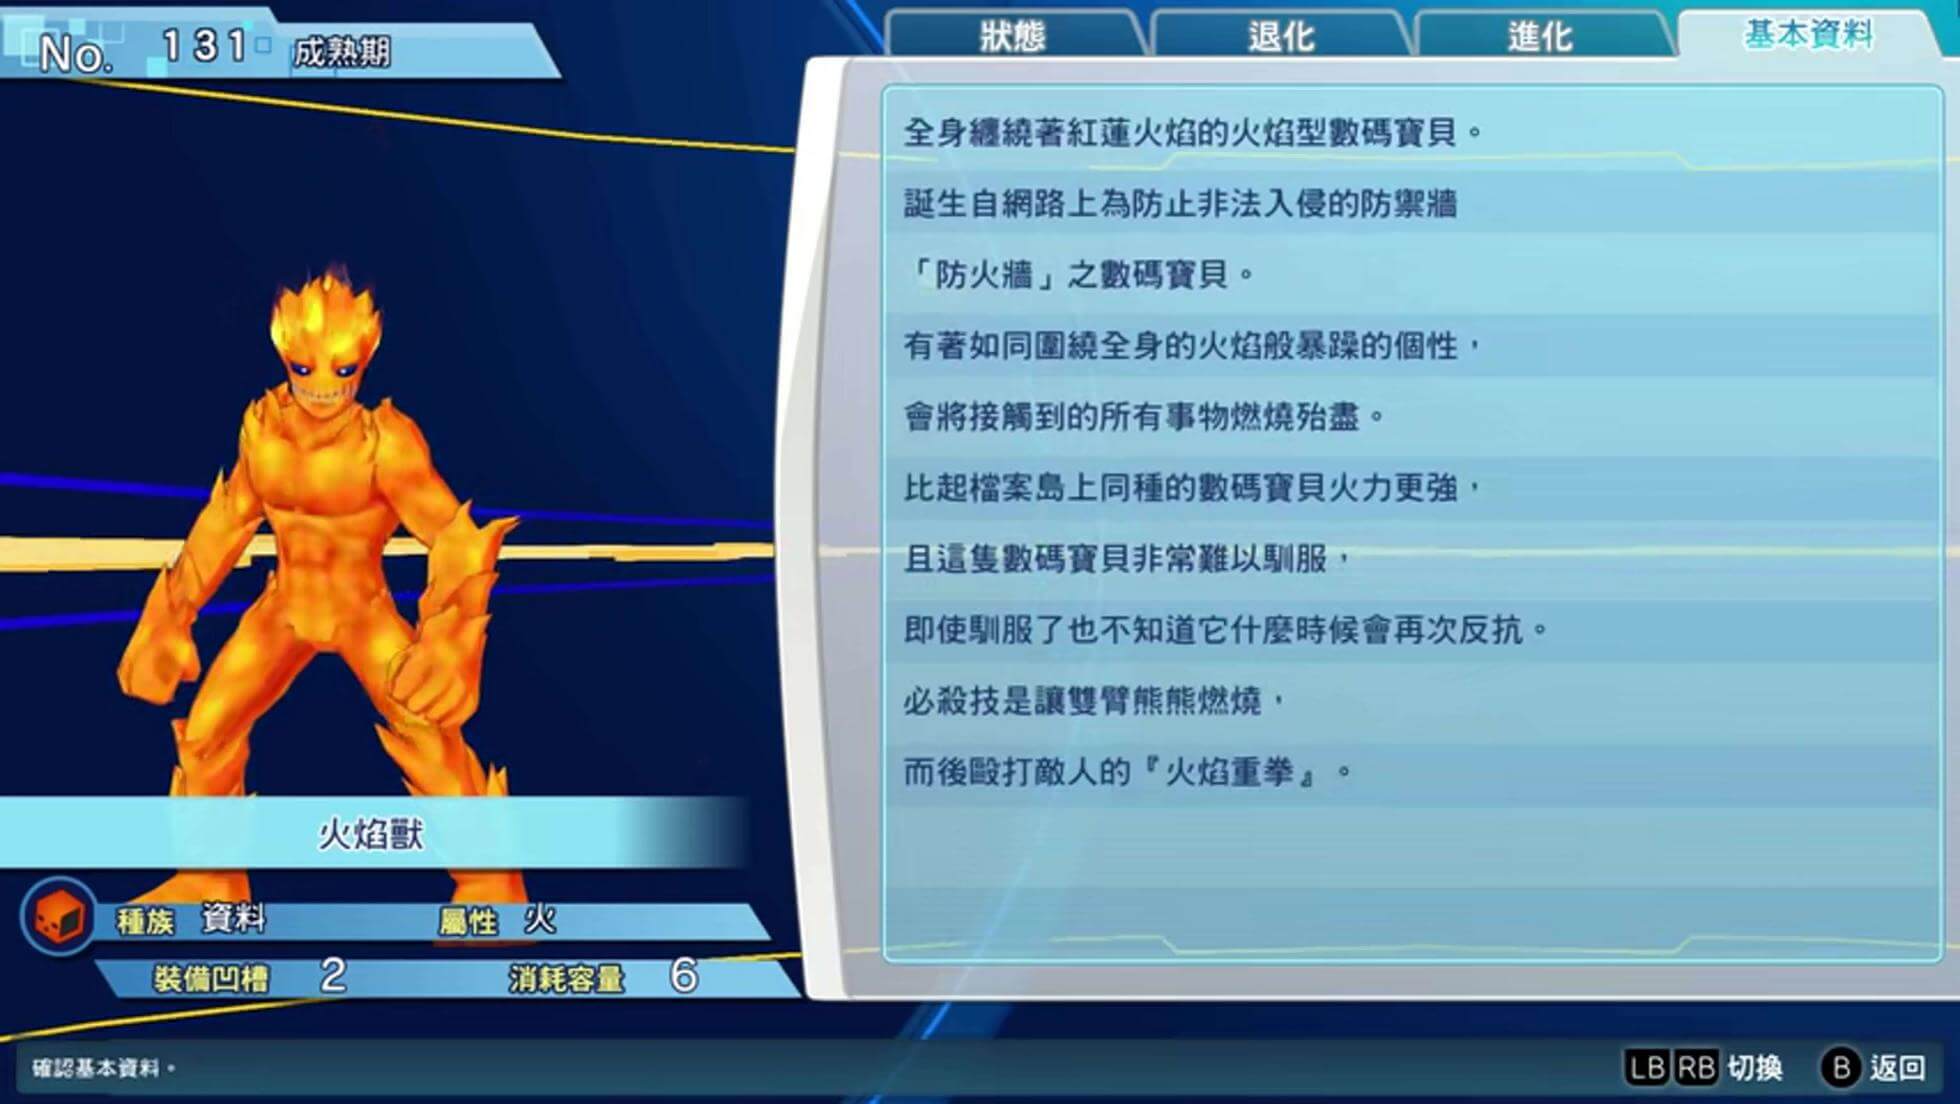 No. 131 成熟期
狀態 退化 進化 基本資料
全身纏繞著紅蓮火焰的火焰型數碼寶貝。
誕生自網路上為防止非法入侵的防禦牆
「防火牆」之數碼寶貝。
有著如同圍繞全身的火焰般暴躁的個性，
會將接觸到的所有事物燃燒殆盡。
比起檔案島上同種的數碼寶貝火力更強，
且這隻數碼寶貝非常難以馴服，
即使馴服了也不知道它什麼時候會再次反抗。
必殺技是讓雙臂熊熊燃燒，
而後毆打敵人的『火焰重拳』。
火焰獸
種族 資料 屬性 火
裝備凹槽 2 消耗容量 6
確認基本資料。
LB RB 切換 B 返回